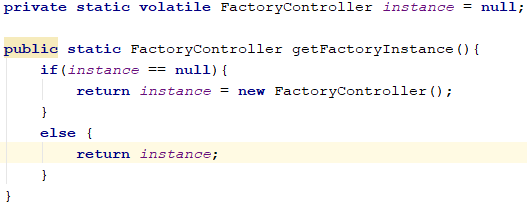 private static volatile FactoryController instance = null;
public static FactoryController getFactoryInstance(){
if(instance == null){
return instance = new FactoryController();
}
else {
return instance;
}
}